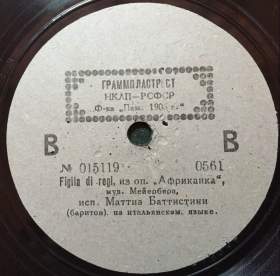 ГРАММПЛАСТРЕСТ
НКЛП–РСФСР
Ф-ка „Пам. 1905 г."
В В
№ 015119 0561
Figlia di regi, из оп. „Африканка",
муз. Мейербера,
исп. Маттиа Баттистини
(баритон), на итальянском языке.